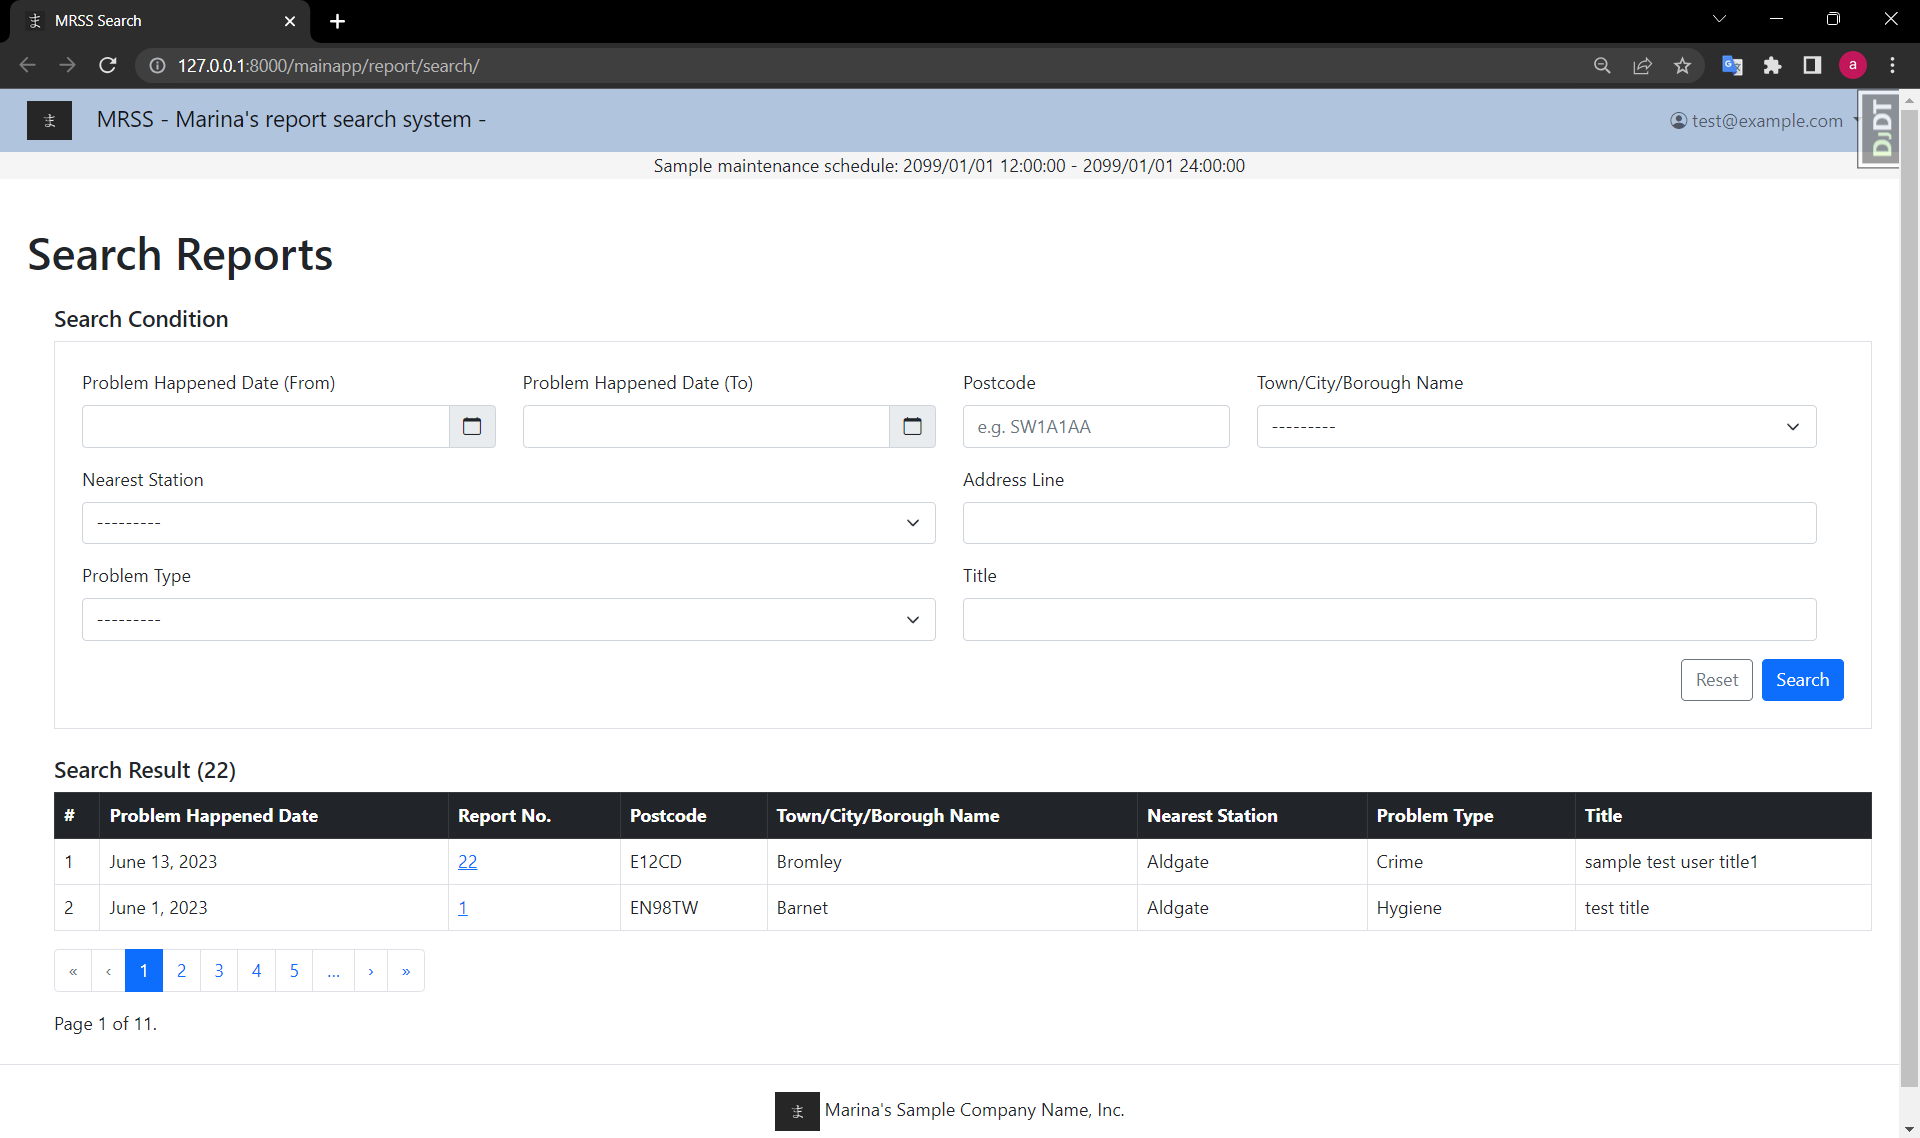 ま MRSS Search
127.0.0.1:8000/mainapp/report/search/
a
ま MRSS - Marina's report search system -
test@example.com
DJDT
Sample maintenance schedule: 2099/01/01 12:00:00 - 2099/01/01 24:00:00
Search Reports
Search Condition
Problem Happened Date (From) Problem Happened Date (To) Postcode Town/City/Borough Name
e.g. SW1A1AA ---------
Nearest Station Address Line
---------
Problem Type Title
---------
Reset Search
Search Result (22)
# Problem Happened Date Report No. Postcode Town/City/Borough Name Nearest Station Problem Type Title
1 June 13, 2023 22 E12CD Bromley Aldgate Crime sample test user title1
2 June 1, 2023 1 EN98TW Barnet Aldgate Hygiene test title
« ‹ 1 2 3 4 5 ... › »
Page 1 of 11.
ま Marina's Sample Company Name, Inc.